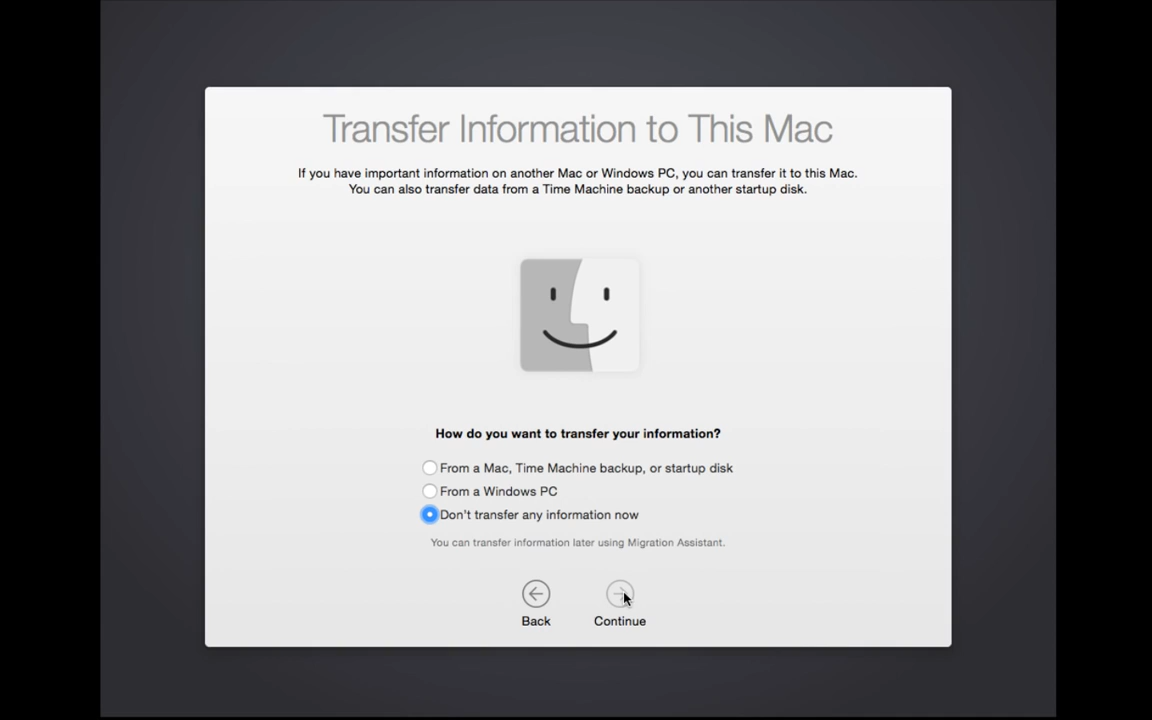 Transfer Information to This Mac
If you have important information on another Mac or Windows PC, you can transfer it to this Mac.
You can also transfer data from a Time Machine backup or another startup disk.
How do you want to transfer your information?
From a Mac, Time Machine backup, or startup disk
From a Windows PC
Don't transfer any information now
You can transfer information later using Migration Assistant.
Back
Continue